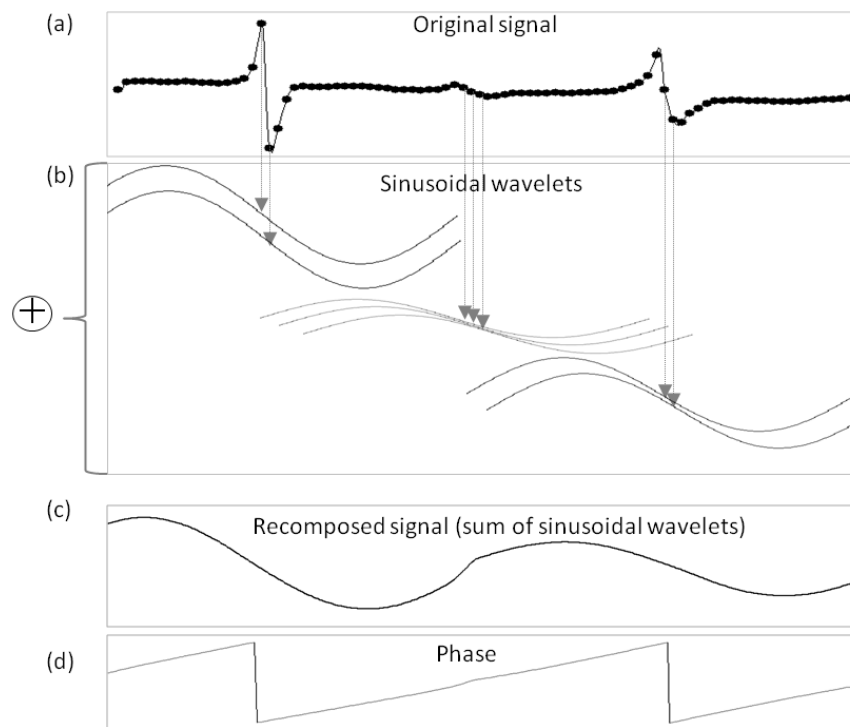 (a)
Original signal
(b)
Sinusoidal wavelets
+
(c)
Recomposed signal (sum of sinusoidal wavelets)
(d)
Phase